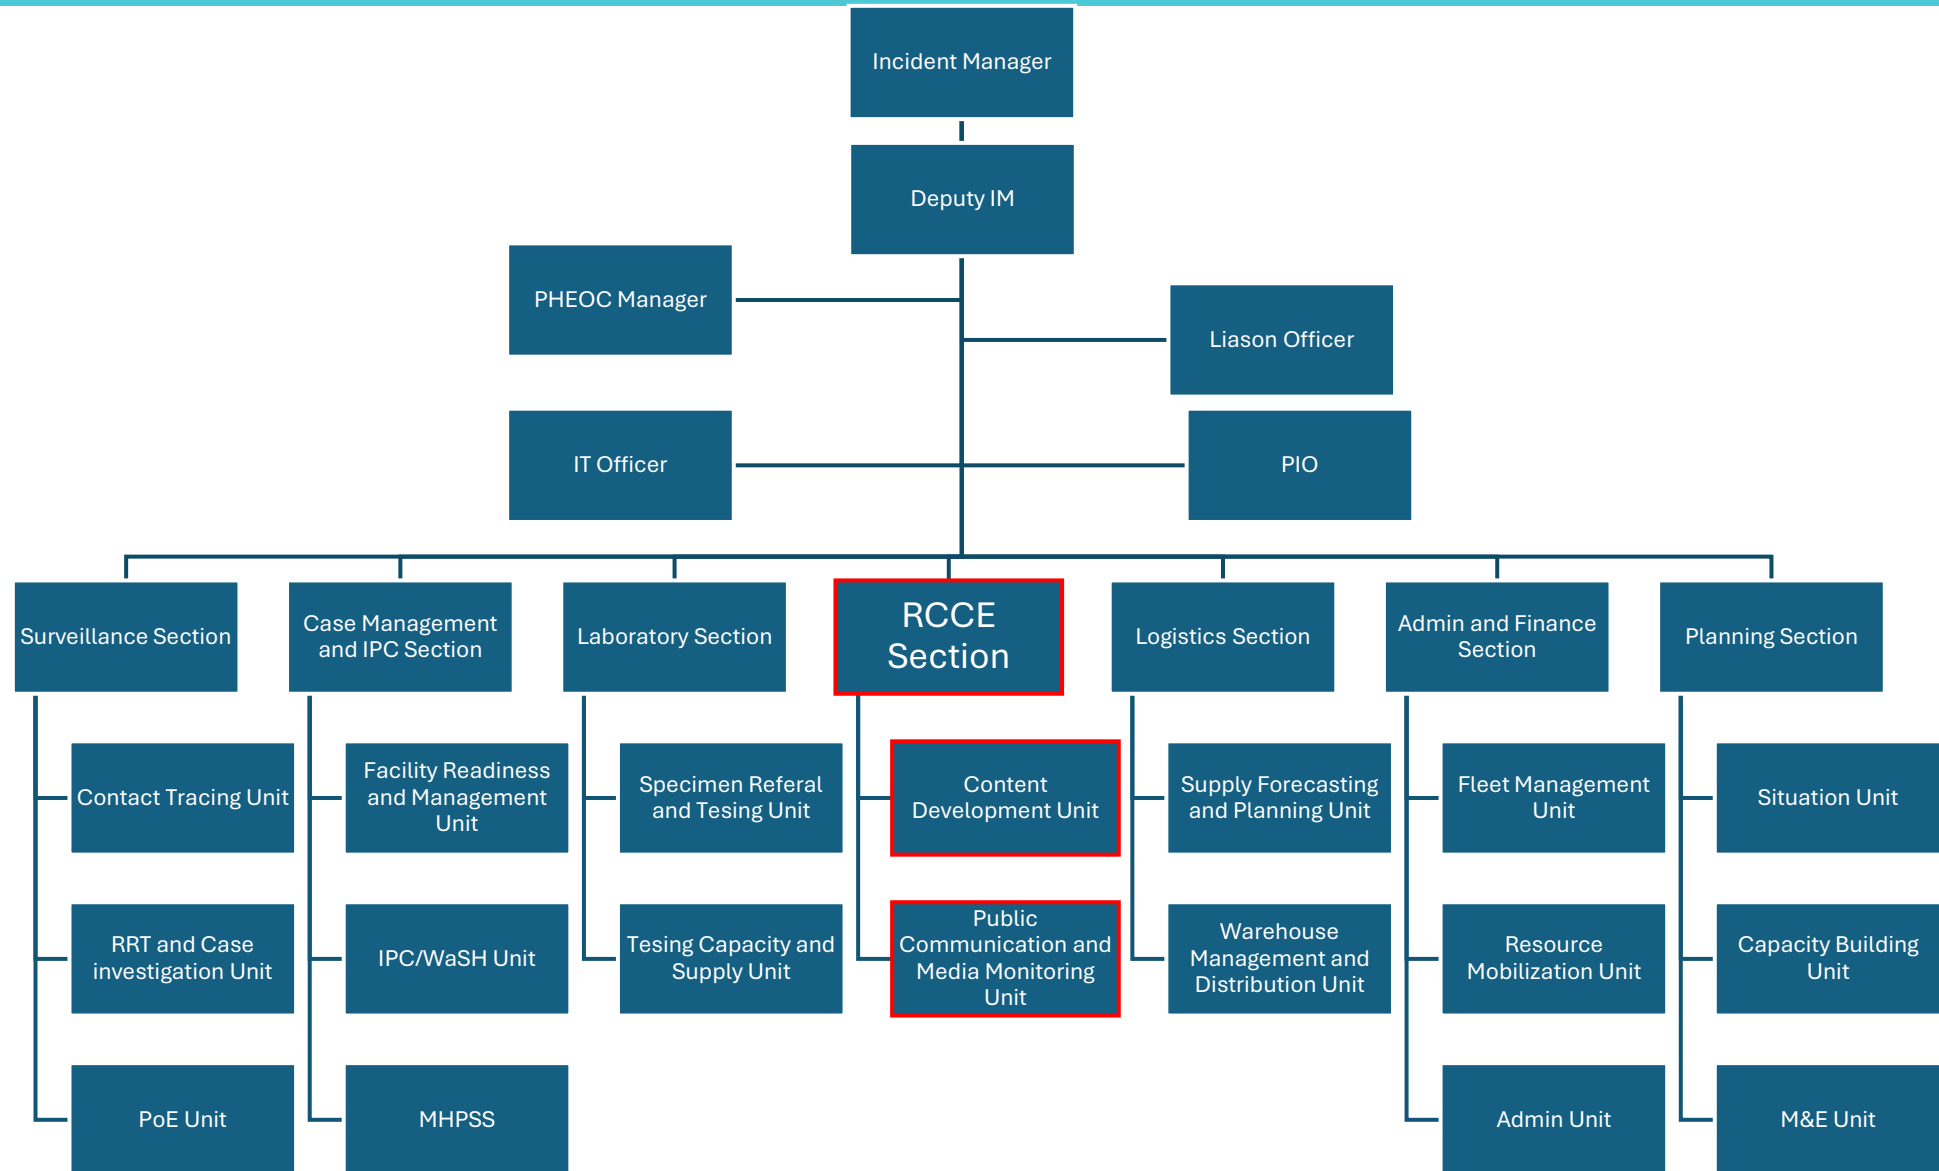 Incident Manager
Deputy IM
PHEOC Manager
Liason Officer
IT Officer
PIO
Surveillance Section
Case Management
and IPC Section
Laboratory Section
RCCE
Section
Logistics Section
Admin and Finance
Section
Planning Section
Contact Tracing Unit
Facility Readiness
and Management
Unit
Specimen Referal
and Tesing Unit
Content
Development Unit
Supply Forecasting
and Planning Unit
Fleet Management
Unit
Situation Unit
RRT and Case
investigation Unit
IPC/WaSH Unit
Tesing Capacity and
Supply Unit
Public
Communication and
Media Monitoring
Unit
Warehouse
Management and
Distribution Unit
Resource
Mobilization Unit
Capacity Building
Unit
PoE Unit
MHPSS
Admin Unit
M&E Unit